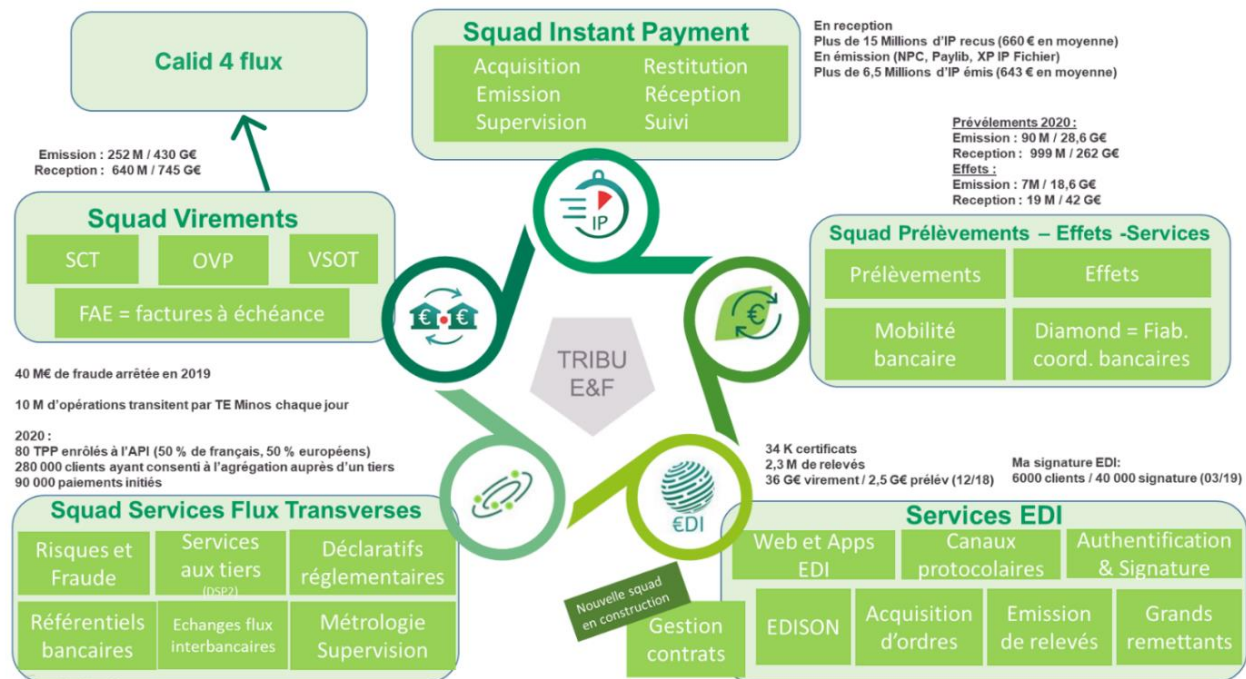 Calid 4 flux
Squad Instant Payment
Acquisition
Restitution
Emission
Réception
Supervision
Suivi
En reception
Plus de 15 Millions d'IP recus (660 € en moyenne)
En émission (NPC, Paylib, XP IP Fichier)
Plus de 6,5 Millions d'IP émis (643 € en moyenne)
Emission : 252 M / 430 G€
Reception : 640 M / 745 G€
Squad Virements
SCT
OVP
VSOT
FAE = factures à échéance
IP
Prévélements 2020 :
Emission : 90 M / 28,6 G€
Reception : 999 M / 262 G€
Effets :
Emission : 7M / 18,6 G€
Reception : 19 M / 42 G€
Squad Prélèvements – Effets -Services
Prélèvements
Effets
Mobilité
bancaire
Diamond = Fiab.
coord. bancaires
€ €
€
TRIBU
E&F
40 M€ de fraude arrêtée en 2019
10 M d'opérations transitent par TE Minos chaque jour
2020 :
80 TPP enrôlés à l'API (50 % de français, 50 % européens)
280 000 clients ayant consenti à l'agrégation auprès d'un tiers
90 000 paiements initiés
Squad Services Flux Transverses
Risques et
Fraude
Services
aux tiers
(DSP2)
Déclaratifs
réglementaires
Référentiels
bancaires
Echanges flux
interbancaires
Métrologie
Supervision
€DI
34 K certificats
2,3 M de relevés
36 G€ virement / 2,5 G€ prélév (12/18)
Ma signature EDI:
6000 clients / 40 000 signature (03/19)
Services EDI
Web et Apps
EDI
Canaux
protocolaires
Authentification
& Signature
Nouvelle squad
en construction
Gestion
contrats
EDISON
Acquisition
d'ordres
Emission
de relevés
Grands
remettants